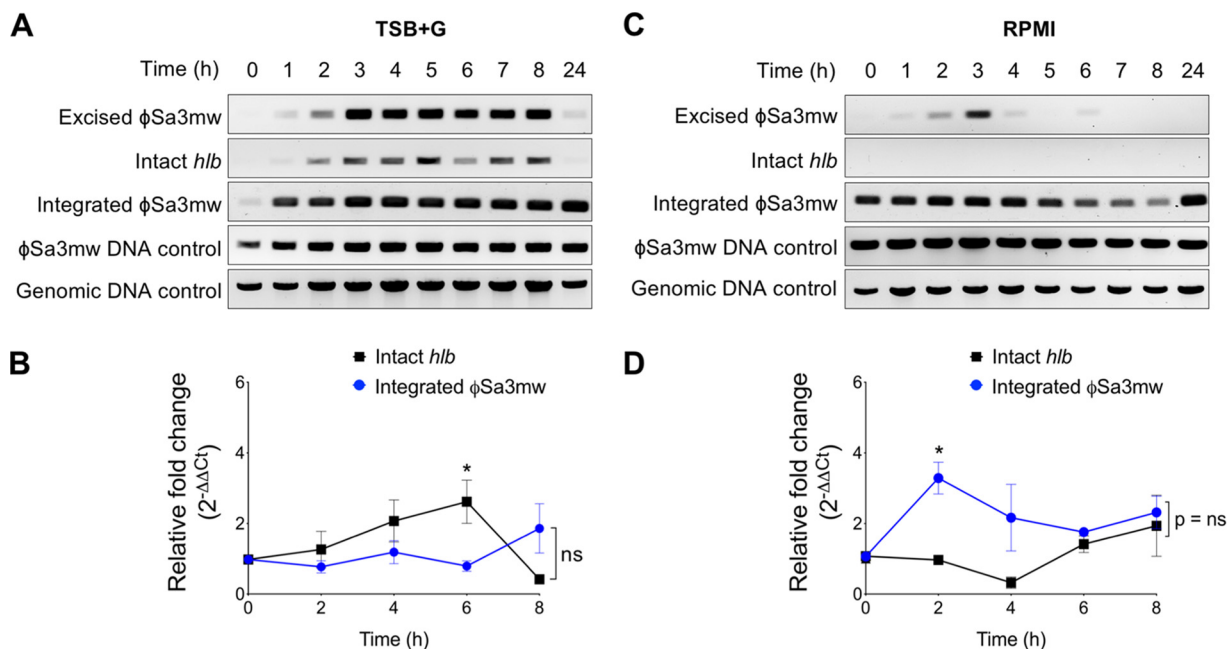 A
TSB+G
Time (h) 0 1 2 3 4 5 6 7 8 24
Excised ϕSa3mw
Intact hlb
Integrated ϕSa3mw
ϕSa3mw DNA control
Genomic DNA control
C
RPMI
Time (h) 0 1 2 3 4 5 6 7 8 24
Excised ϕSa3mw
Intact hlb
Integrated ϕSa3mw
ϕSa3mw DNA control
Genomic DNA control
B
Intact hlb
Integrated ϕSa3mw
Relative fold change
(2-ΔΔCt)
6
4
2
0
*
ns
0 2 4 6 8
Time (h)
D
Intact hlb
Integrated ϕSa3mw
Relative fold change
(2-ΔΔCt)
6
4
2
0
*
p = ns
0 2 4 6 8
Time (h)